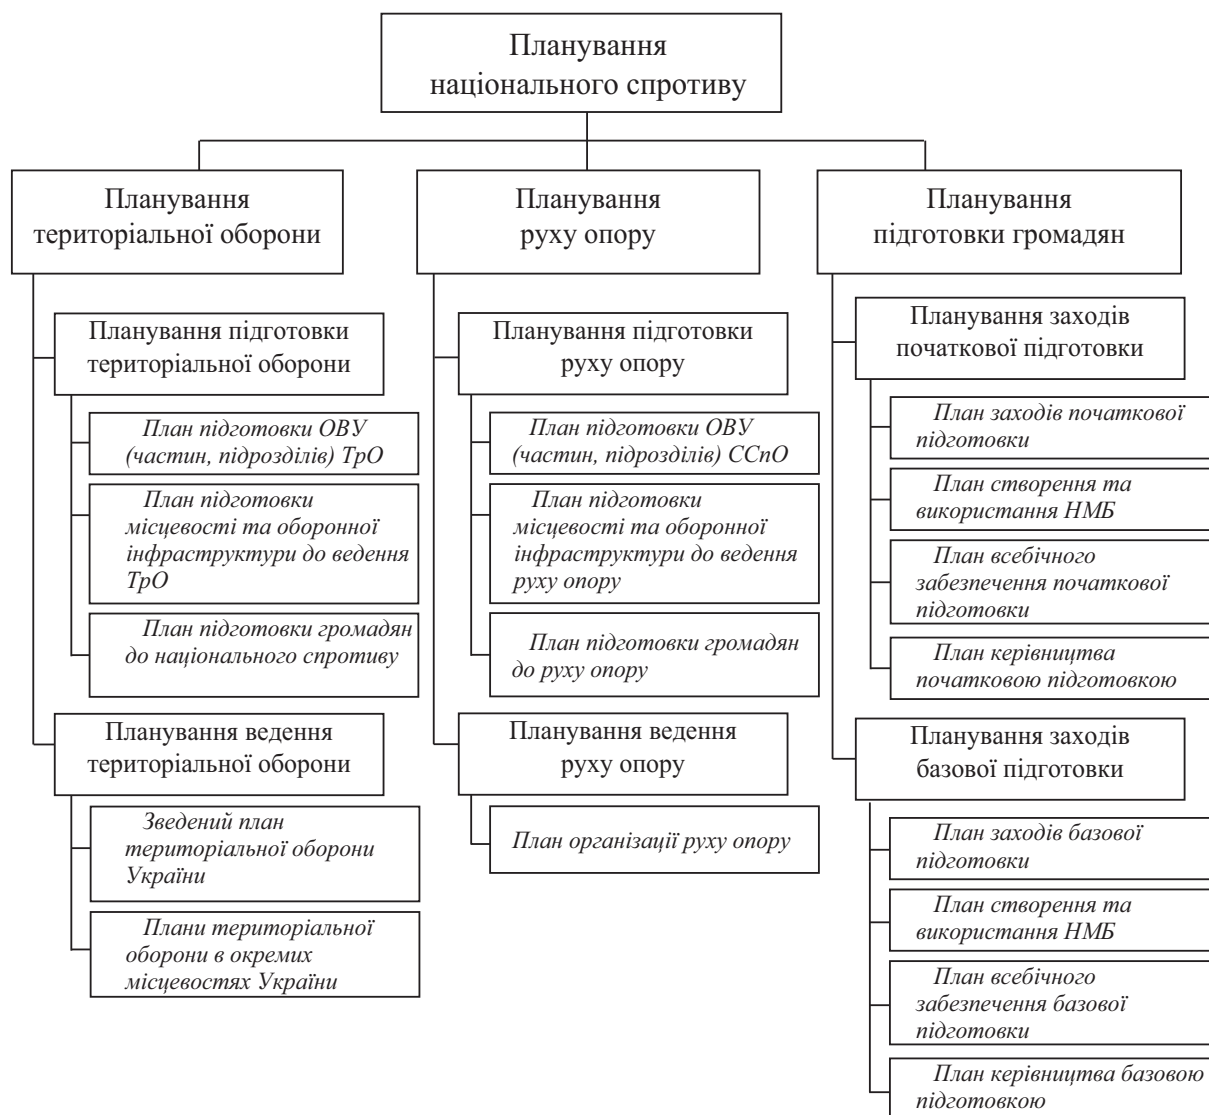 Планування
національного спротиву
Планування
територіальної оборони
Планування підготовки
територіальної оборони
План підготовки ОВУ
(частин, підрозділів) ТрО
План підготовки
місцевості та оборонної
інфраструктури до ведення
ТрО
План підготовки громадян
до національного спротиву
Планування ведення
територіальної оборони
Зведений план
територіальної оборони
України
Плани територіальної
оборони в окремих
місцевостях України
Планування
руху опору
Планування підготовки
руху опору
План підготовки ОВУ
(частин, підрозділів) ССпО
План підготовки
місцевості та оборонної
інфраструктури до ведення
руху опору
План підготовки громадян
до руху опору
Планування ведення
руху опору
План організації руху опору
Планування
підготовки громадян
Планування заходів
початкової підготовки
План заходів початкової
підготовки
План створення та
використання НМБ
План всебічного
забезпечення початкової
підготовки
План керівництва
початковою підготовкою
Планування заходів
базової підготовки
План заходів базової
підготовки
План створення та
використання НМБ
План всебічного
забезпечення базової
підготовки
План керівництва базовою
підготовкою